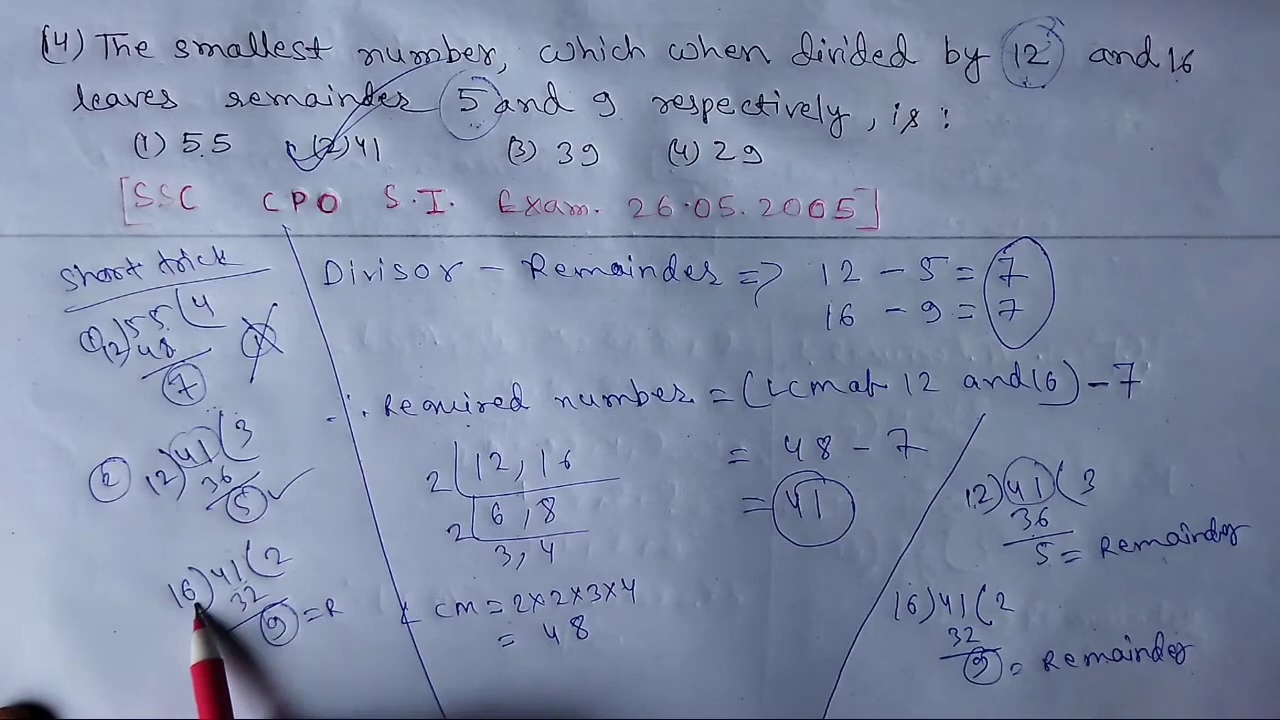 (4) The smallest number, which when divided by 12 and 16
leaves remainder 5 and 9 respectively, is :
(1) 55 (2) 41 (3) 39 (4) 29
[SSC CPO S.I. Exam. 26.05.2005]
Short trick
(1) 12) 55 (4
48
7
(2) 12) 41 (3
36
5
16) 41 (2
32
9 = R
Divisor - Remainder => 12 - 5 = 7
16 - 9 = 7
∴ Required number = (LCM of 12 and 16) - 7
= 48 - 7
= 41
2 | 12, 16
2 | 6, 8
3, 4
LCM = 2×2×3×4
= 48
12) 41 (3
36
5 = Remainder
16) 41 (2
32
9 = Remainder